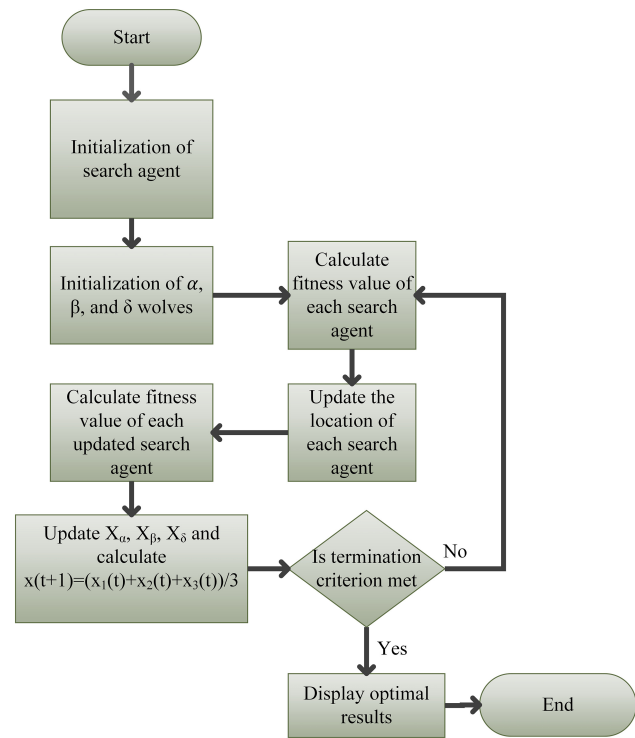 Start
Initialization of
search agent
Initialization of α,
β, and δ wolves
Calculate
fitness value of
each search
agent
Update the
location of
each search
agent
Calculate fitness
value of each
updated search
agent
Update Xα, Xβ, Xδ and
calculate
x(t+1)=(x₁(t)+x₂(t)+x₃(t))/3
Is termination
criterion met
No
Yes
Display optimal
results
End